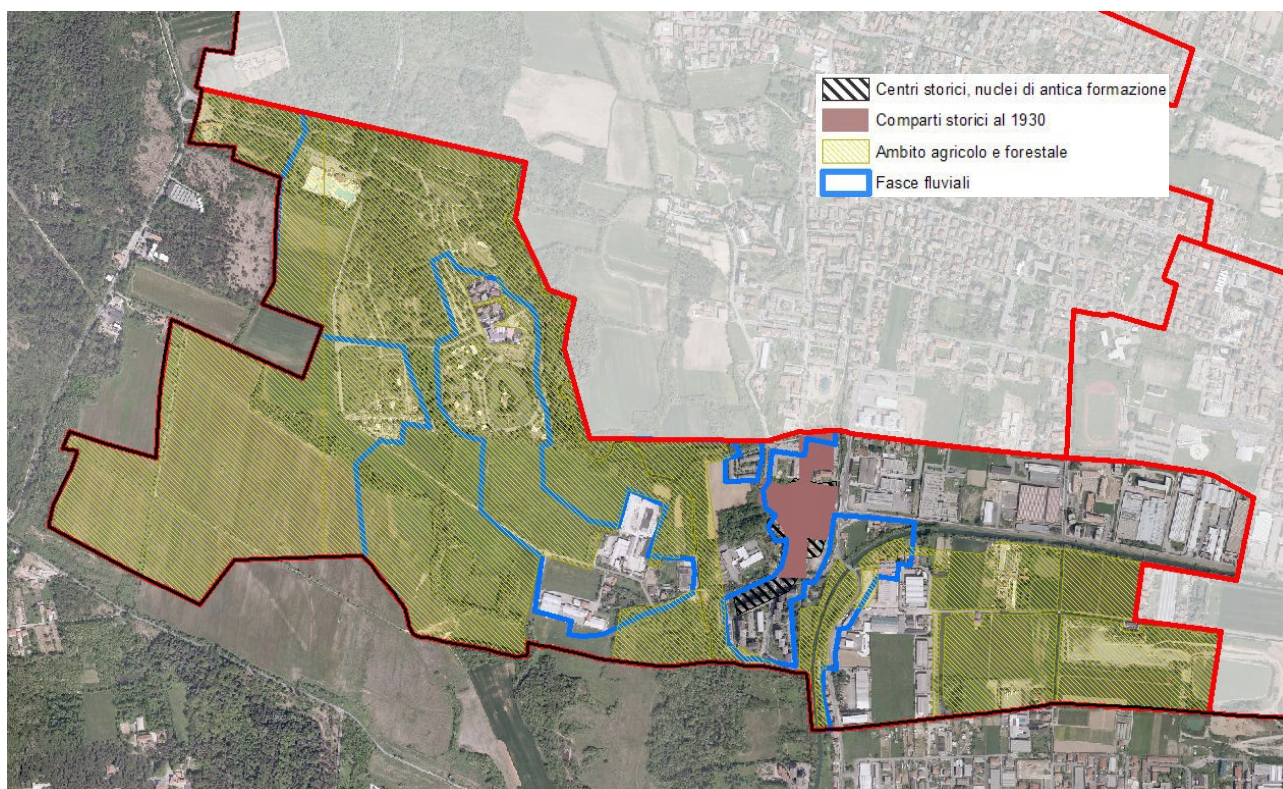 Centri storici, nuclei di antica formazione
Comparti storici al 1930
Ambito agricolo e forestale
Fasce fluviali